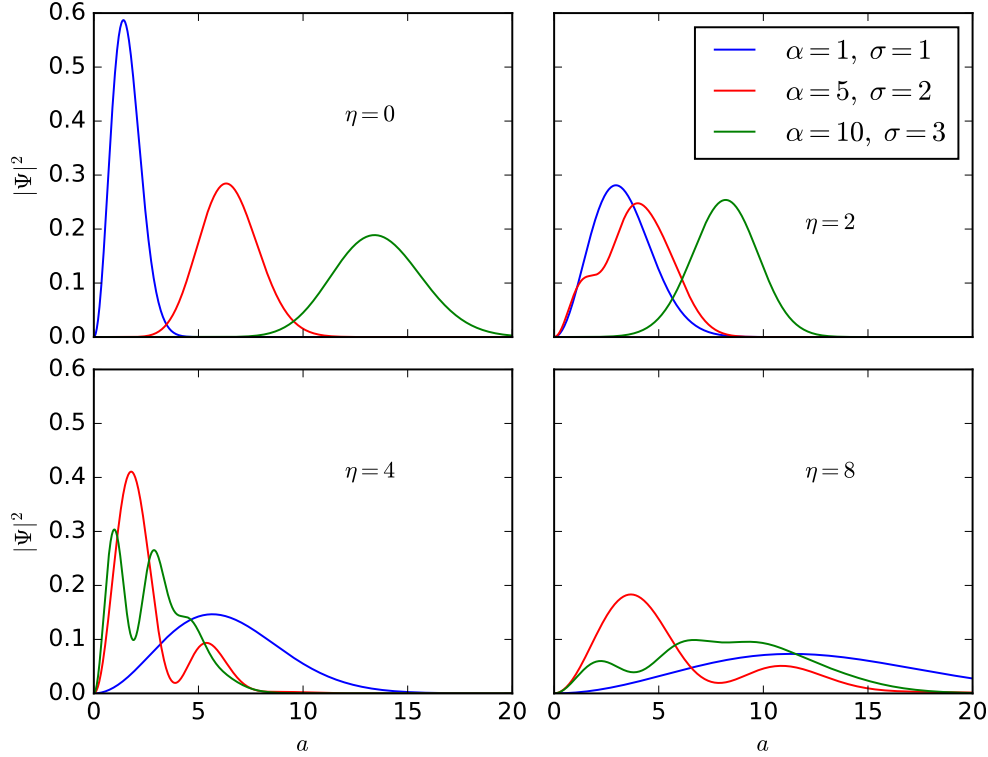 0.6
0.5
0.4
0.3
0.2
0.1
0.0
|Ψ|²
η = 0
α = 1, σ = 1
α = 5, σ = 2
α = 10, σ = 3
η = 2
0.6
0.5
0.4
0.3
0.2
0.1
0.0
|Ψ|²
η = 4
0 5 10 15 20
a
η = 8
0 5 10 15 20
a